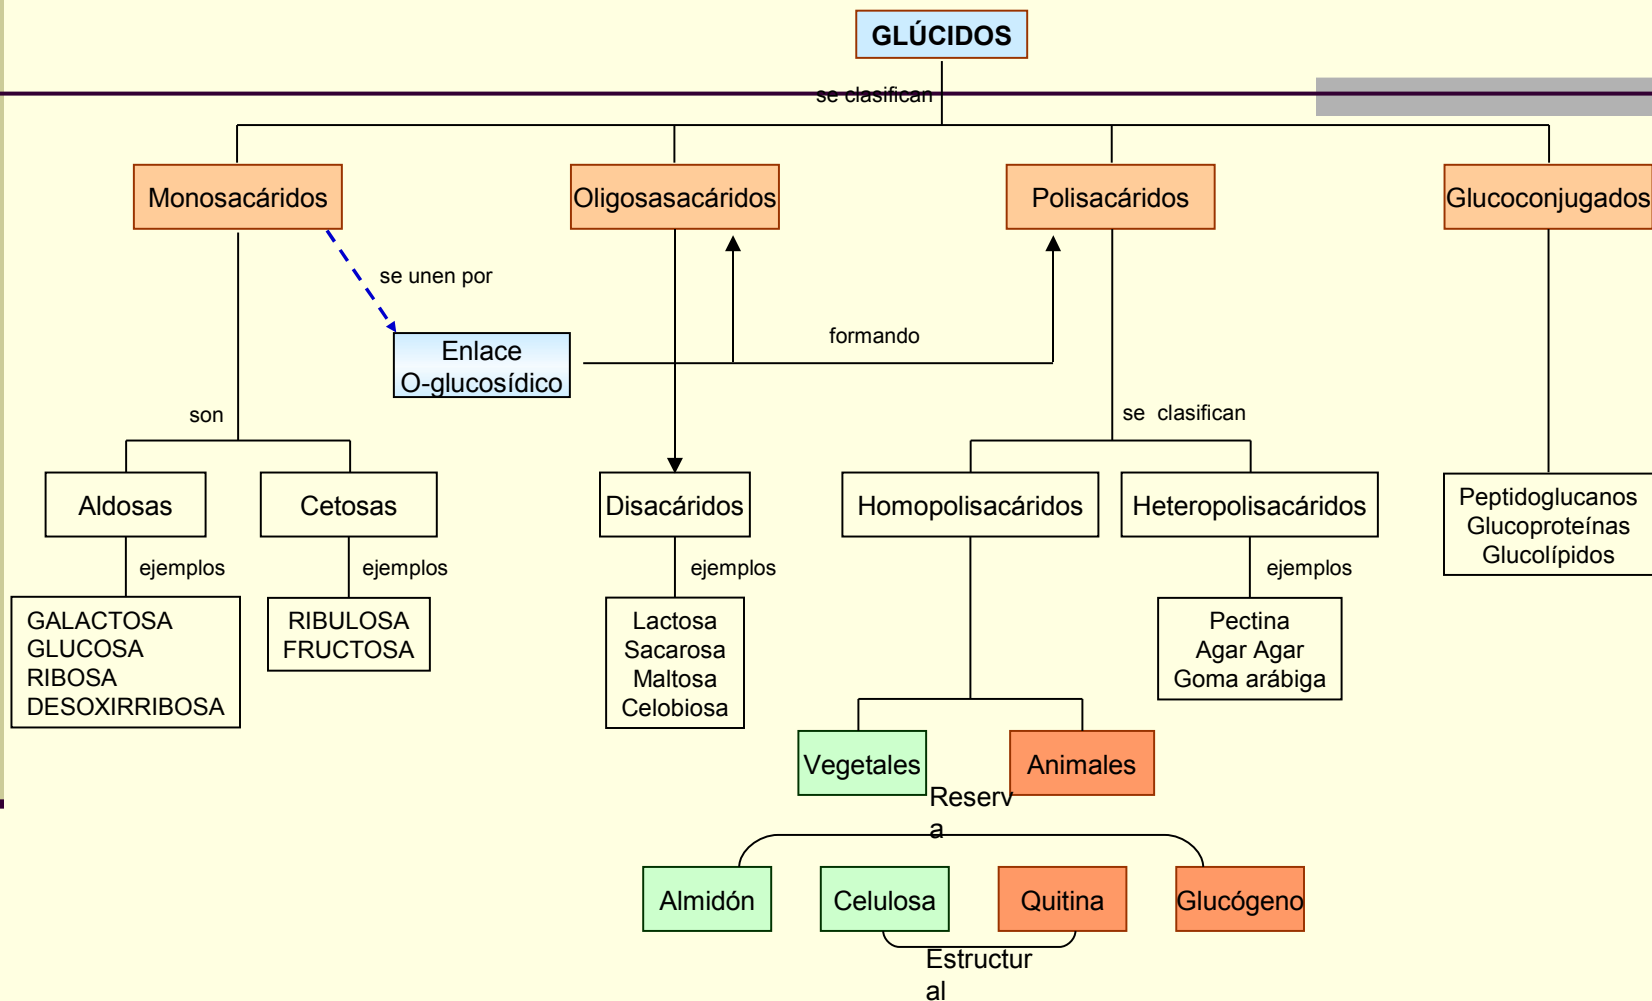 GLÚCIDOS
se clasifican
Monosacáridos
Oligosasacáridos
Polisacáridos
Glucoconjugados
se unen por
Enlace
O-glucosídico
formando
son
se clasifican
Aldosas
Cetosas
Disacáridos
Homopolisacáridos
Heteropolisacáridos
Peptidoglucanos
Glucoproteínas
Glucolípidos
ejemplos
ejemplos
ejemplos
ejemplos
GALACTOSA
GLUCOSA
RIBOSA
DESOXIRRIBOSA
RIBULOSA
FRUCTOSA
Lactosa
Sacarosa
Maltosa
Celobiosa
Pectina
Agar Agar
Goma arábiga
Vegetales
Animales
Reserv
a
Almidón
Celulosa
Quitina
Glucógeno
Estructur
al